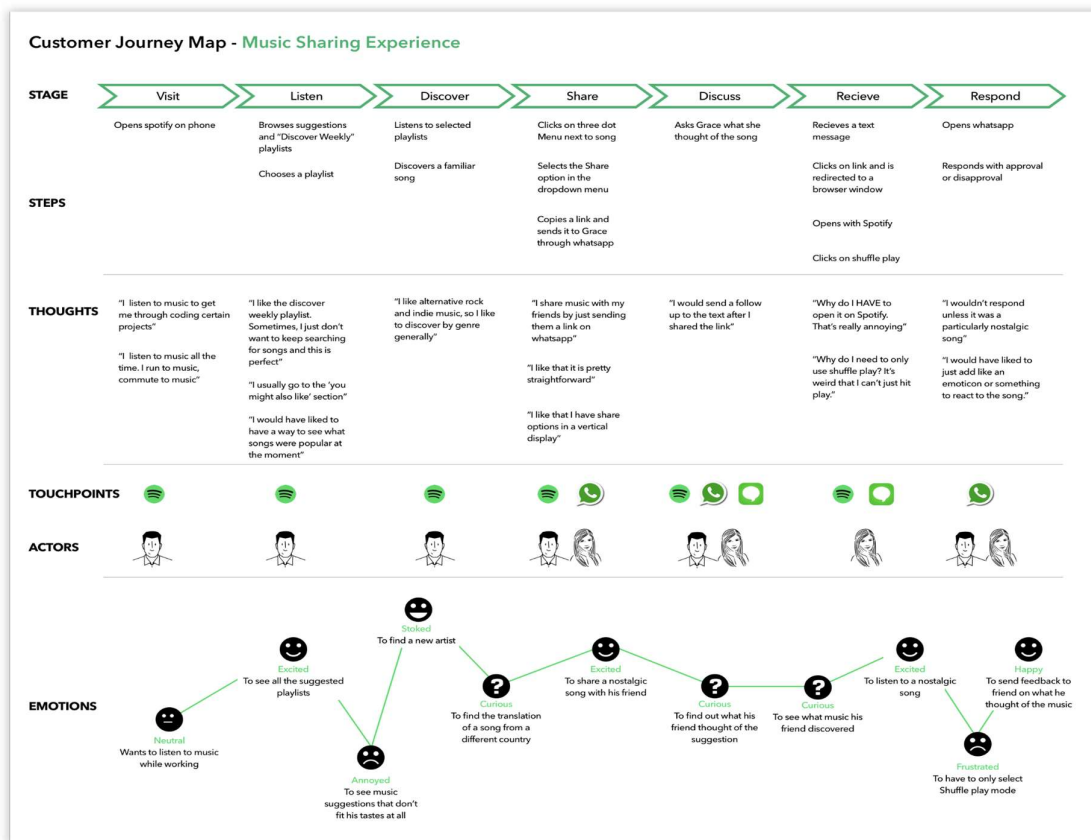 Customer Journey Map - Music Sharing Experience
STAGE
Visit
Listen
Discover
Share
Discuss
Recieve
Respond
STEPS
Opens spotify on phone
Browses suggestions
and "Discover Weekly"
playlists
Chooses a playlist
Listens to selected
playlists
Discovers a familiar
song
Clicks on three dot
Menu next to song
Selects the Share
option in the
dropdown menu
Copies a link and
sends it to Grace
through whatsapp
Asks Grace what she
thought of the song
Recieves a text
message
Clicks on link and is
redirected to a
browser window
Opens with Spotify
Clicks on shuffle play
Opens whatsapp
Responds with approval
or disapproval
THOUGHTS
"I listen to music to get
me through coding certain
projects"
"I listen to music all the
time. I run to music,
commute to music"
"I like the discover
weekly playlist.
Sometimes, I just don't
want to keep searching
for songs and this is
perfect"
"I usually go to the 'you
might also like' section"
"I would have liked to
have a way to see what
songs were popular at
the moment"
"I like alternative rock
and indie music, so I like
to discover by genre
generally"
"I share music with my
friends by just sending
them a link on
whatsapp"
"I like that it is pretty
straightforward"
"I like that I have share
options in a vertical
display"
"I would send a follow
up to the text after I
shared the link"
"Why do I HAVE to
open it on Spotify.
That's really annoying"
"Why do I need to only
use shuffle play? It's
weird that I can't just hit
play."
"I wouldn't respond
unless it was a
particularly nostalgic
song"
"I would have liked to
just add like an
emoticon or something
to react to the song."
TOUCHPOINTS
ACTORS
EMOTIONS
Neutral
Wants to listen to music
while working
Excited
To see all the suggested
playlists
Annoyed
To see music
suggestions that don't
fit his tastes at all
Stoked
To find a new artist
?
Curious
To find the translation
of a song from a
different country
Excited
To share a nostalgic
song with his friend
?
Curious
To find out what his
friend thought of the
suggestion
?
Curious
To see what music his
friend discovered
Excited
To listen to a nostalgic
song
Frustrated
To have to only select
Shuffle play mode
Happy
To send feedback to
friend on what he
thought of the music